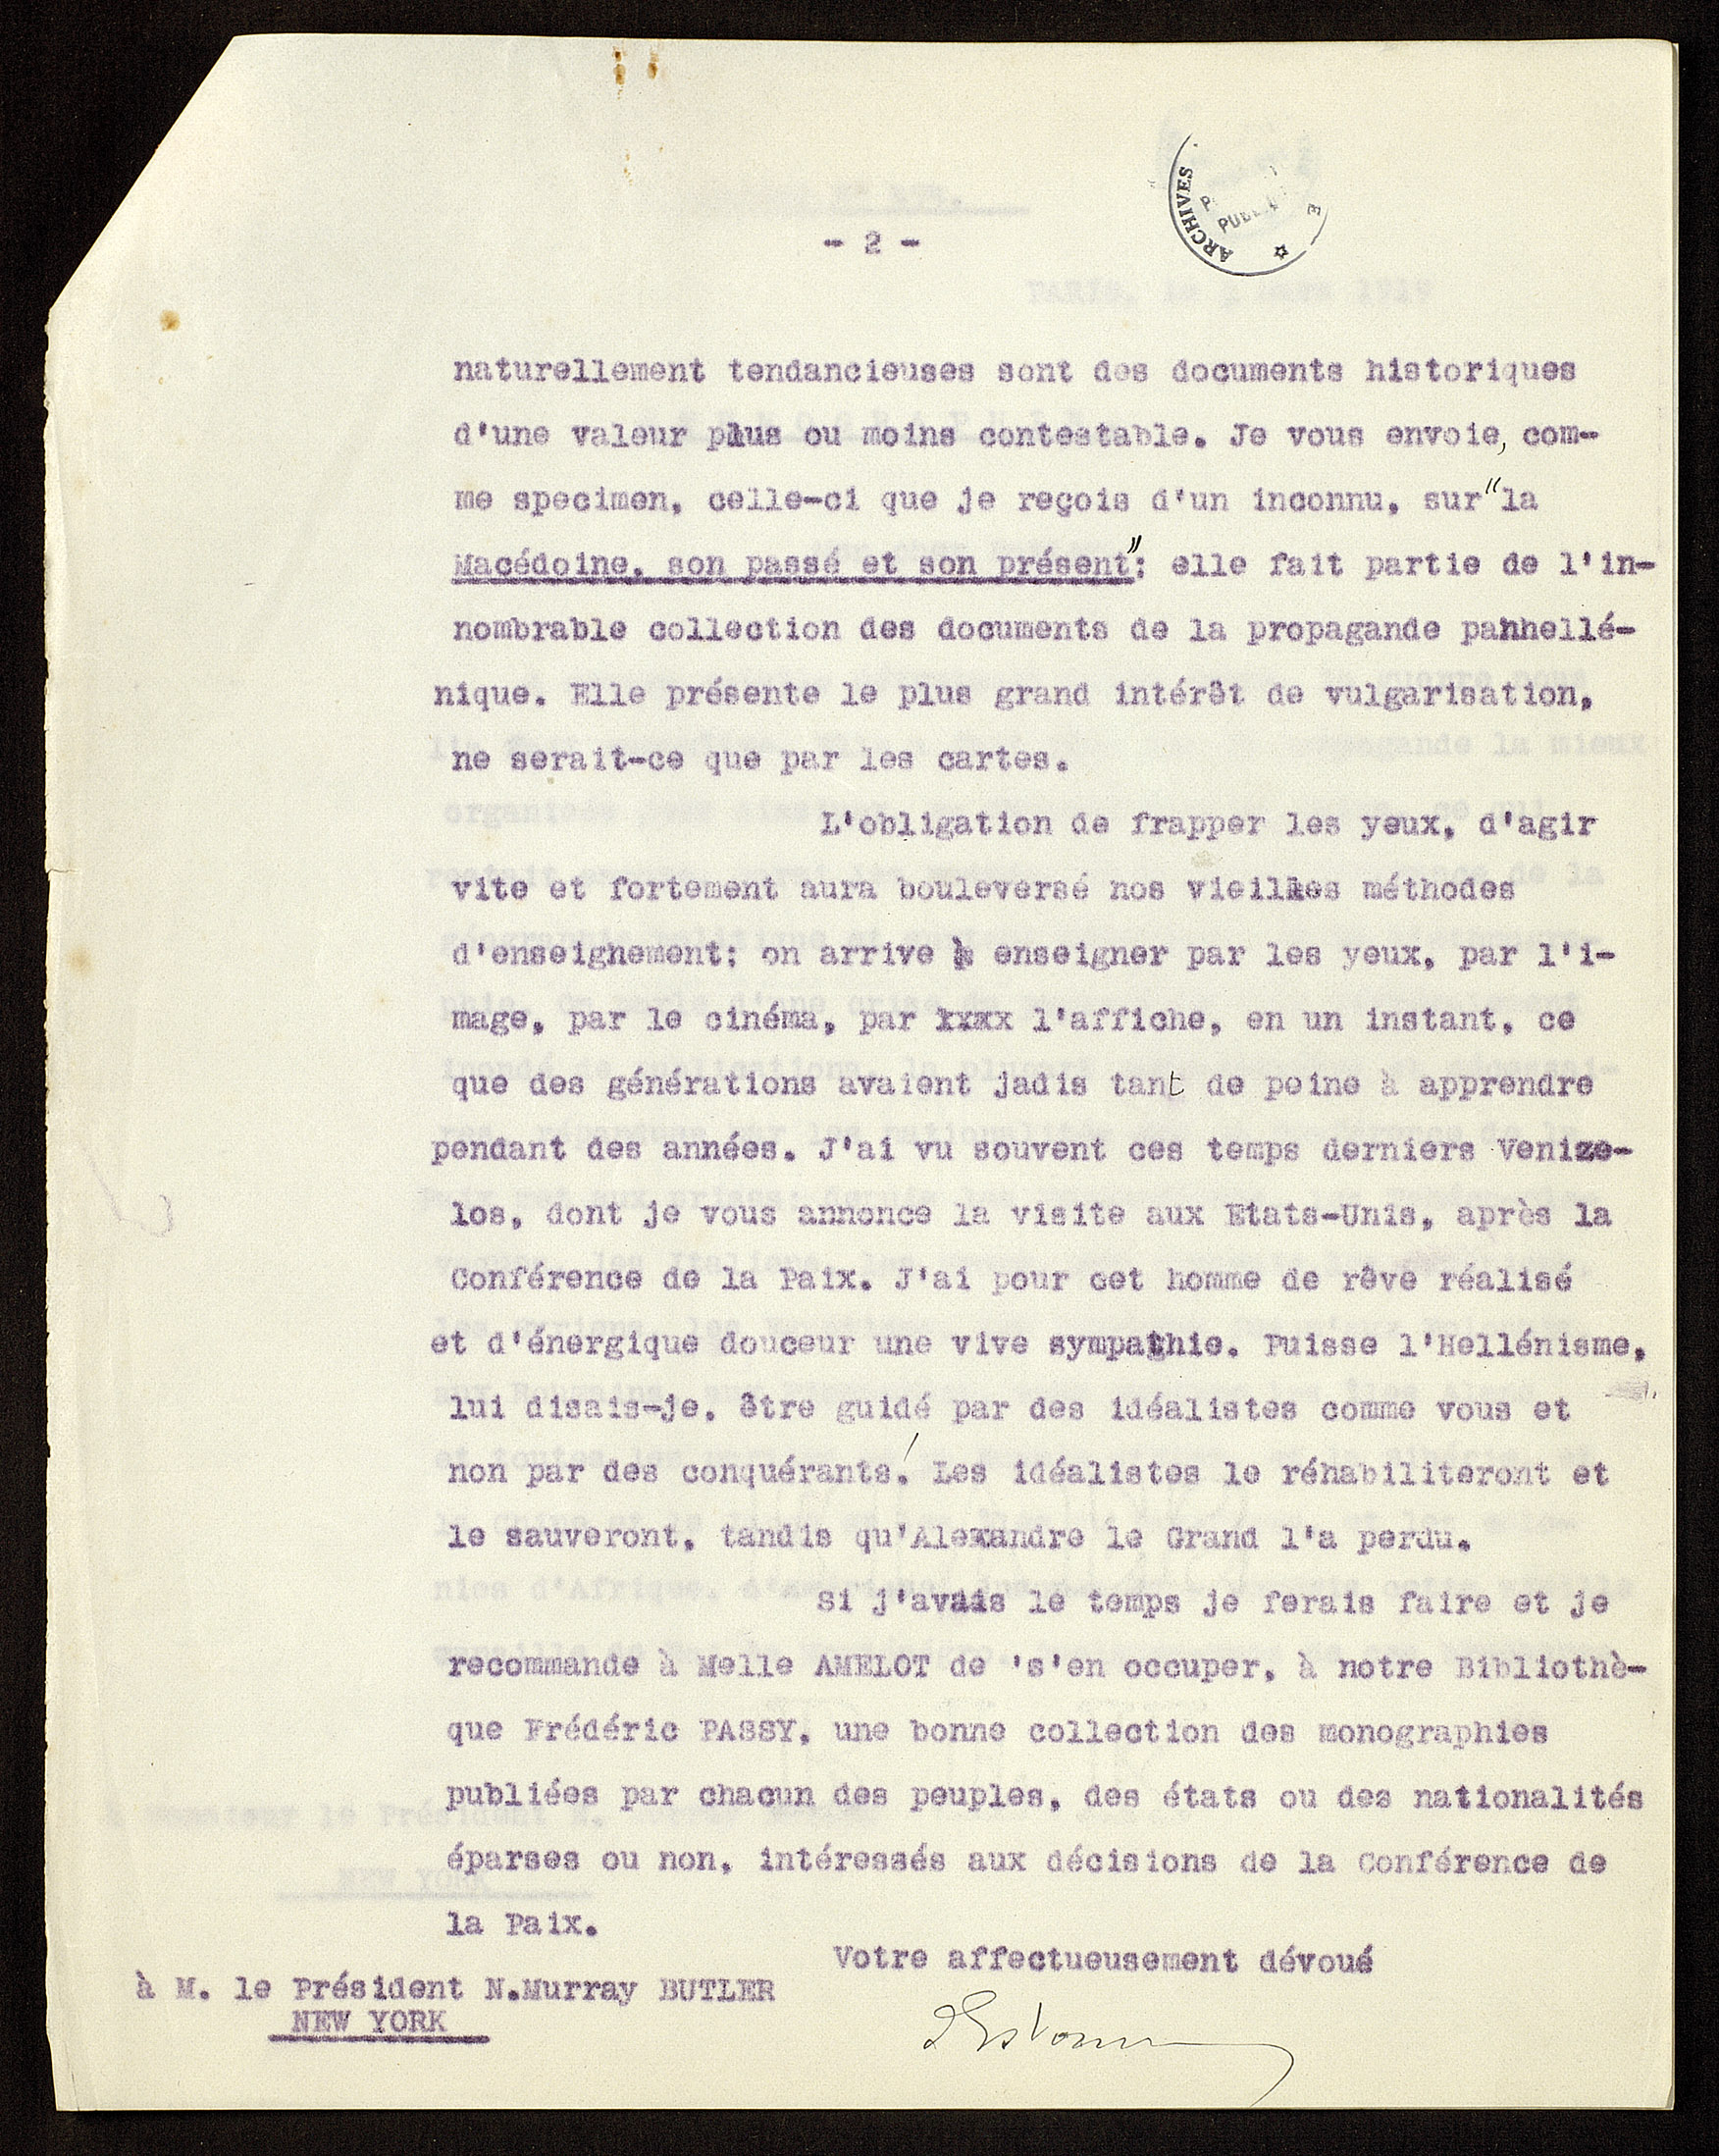 ARCHIVES
- 2 -
naturellement tendancieuses sont des documents historiques
d'une valeur plus ou moins contestable. Je vous envoie, com-
me specimen, celle-ci que je reçois d'un inconnu, sur "la
Macédoine, son passé et son présent": elle fait partie de l'in-
nombrable collection des documents de la propagande panhellé-
nique. Elle présente le plus grand intérêt de vulgarisation,
ne serait-ce que par les cartes.
L'obligation de frapper les yeux, d'agir
vite et fortement aura bouleversé nos vieilles méthodes
d'enseignement: on arrive à enseigner par les yeux, par l'i-
mage, par le cinéma, par xxxx l'affiche, en un instant, ce
que des générations avaient jadis tant de peine à apprendre
pendant des années. J'ai vu souvent ces temps derniers Venize-
los, dont je vous annonce la visite aux Etats-Unis, après la
Conférence de la Paix. J'ai pour cet homme de rêve réalisé
et d'énergique douceur une vive sympathie. Puisse l'Hellénisme,
lui disais-je, être guidé par des idéalistes comme vous et
non par des conquérants! Les idéalistes le réhabiliteront et
le sauveront, tandis qu'Alexandre le Grand l'a perdu.
Si j'avais le temps je ferais faire et je
recommande à Melle AMELOT de 's'en occuper, à notre Bibliothè-
que Frédéric PASSY, une bonne collection des monographies
publiées par chacun des peuples, des états ou des nationalités
éparses ou non, intéressés aux décisions de la Conférence de
la Paix.
Votre affectueusement dévoué
à M. le Président N.Murray BUTLER
NEW YORK